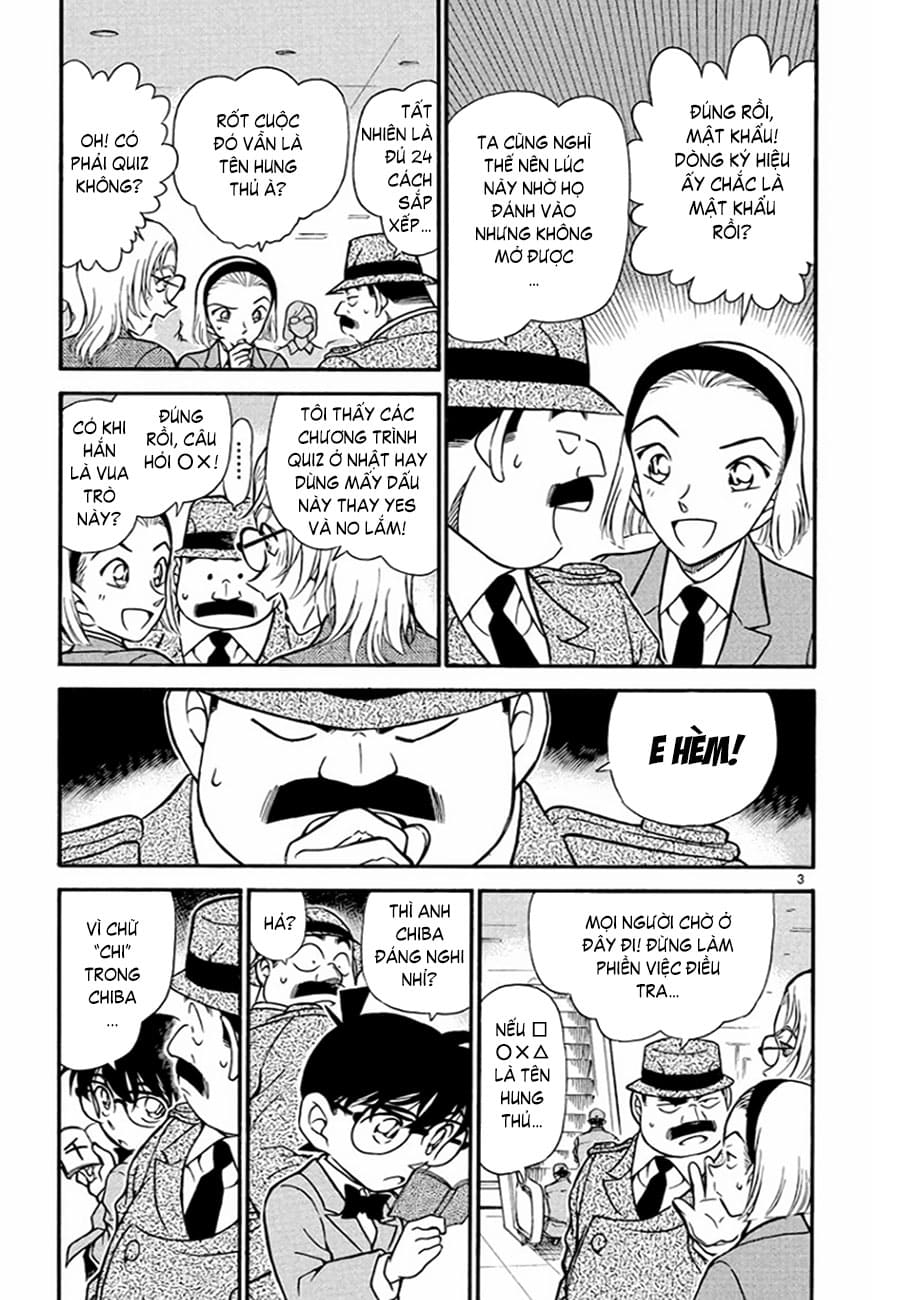 ĐÚNG RỒI,
MẬT KHẨU!
DÒNG KÝ HIỆU
ẤY CHẮC LÀ
MẬT KHẨU
RỒI?
TA CŨNG NGHĨ
THẾ NÊN LÚC
NÀY NHỜ HỌ
ĐÁNH VÀO
NHƯNG KHÔNG
MỞ ĐƯỢC
...
TẤT
NHIÊN LÀ
ĐỦ 24
CÁCH
SẮP
XẾP...
RỐT CUỘC
ĐÓ VẦN LÀ
TÊN HUNG
THỦ À?
OH! CÓ
PHẢI QUIZ
KHÔNG?
TÔI THẤY CÁC
CHƯƠNG TRÌNH
QUIZ Ở NHẬT HAY
DÙNG MẤY DẤU
NÀY THAY YES
VÀ NO LẮM!
......
ĐÚNG
RỒI, CÂU
HỎI O×!
CÓ KHI
HẮN
LÀ VUA
TRÒ
NÀY?
E HÈM!
3
MỌI NGƯỜI CHỜ Ở
ĐÂY ĐI! ĐỪNG LÀM
PHIỀN VIỆC ĐIỀU
TRA...
NẾU □
O×△
LÀ TÊN
HUNG
THỦ...
THÌ ANH
CHIBA
ĐÁNG NGHI
NHỈ?
HẢ?
VÌ CHỮ
"CHI"
TRONG
CHIBA
...